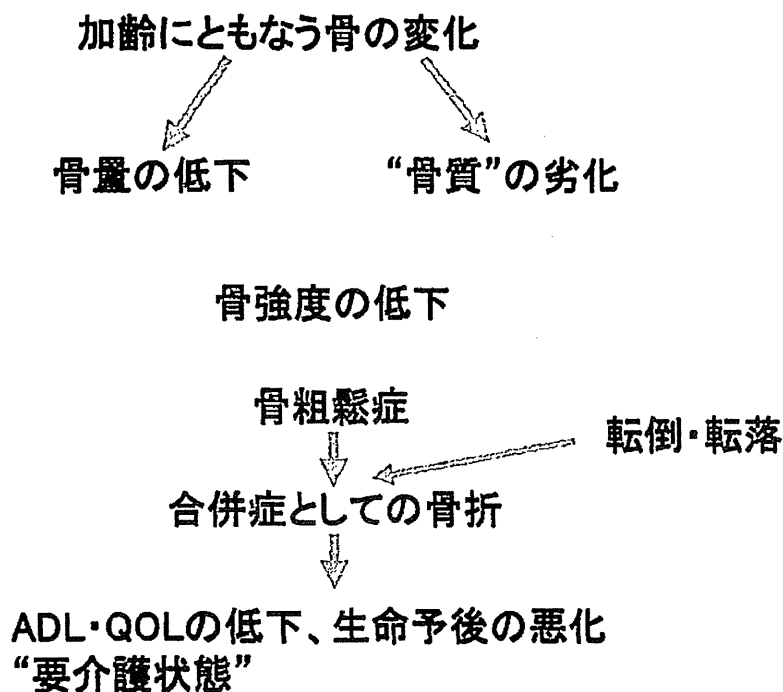 加齢にともなう骨の変化
骨量の低下
“骨質”の劣化
骨強度の低下
骨粗鬆症
転倒・転落
合併症としての骨折
ADL・QOLの低下、生命予後の悪化
“要介護状態”